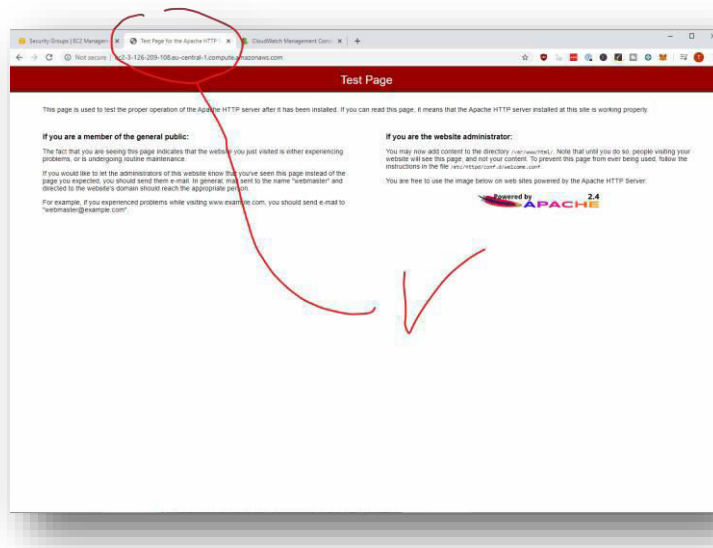 Security Groups | EC2 Manager
Test Page for the Apache HTTP S
CloudWatch Management Conso
Not secure | ec2-3-126-209-108.eu-central-1.compute.amazonaws.com
Test Page
This page is used to test the proper operation of the Apache HTTP server after it has been installed. If you can read this page, it means that the Apache HTTP server installed at this site is working properly.
If you are a member of the general public:
The fact that you are seeing this page indicates that the website you just visited is either experiencing
problems, or is undergoing routine maintenance.
If you would like to let the administrators of this website know that you've seen this page instead of the
page you expected, you should send them e-mail. In general, mail sent to the name "webmaster" and
directed to the website's domain should reach the appropriate person.
For example, if you experienced problems while visiting www.example.com, you should send e-mail to
"webmaster@example.com".
If you are the website administrator:
You may now add content to the directory /var/www/html/. Note that until you do so, people visiting your
website will see this page, and not your content. To prevent this page from ever being used, follow the
instructions in the file /etc/httpd/conf.d/welcome.conf.
You are free to use the image below on web sites powered by the Apache HTTP Server:
Powered by 2.4
APACHE